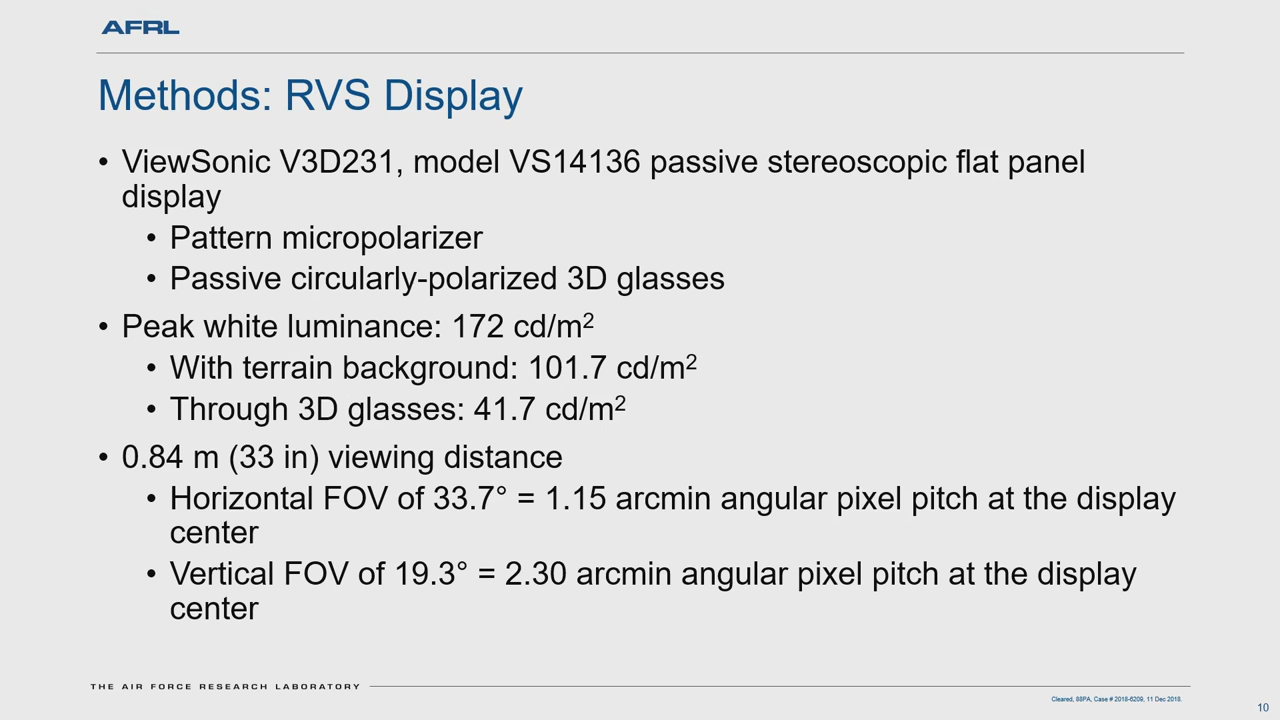 AFRL
Methods: RVS Display
• ViewSonic V3D231, model VS14136 passive stereoscopic flat panel
display
• Pattern micropolarizer
• Passive circularly-polarized 3D glasses
• Peak white luminance: 172 cd/m²
• With terrain background: 101.7 cd/m²
• Through 3D glasses: 41.7 cd/m²
• 0.84 m (33 in) viewing distance
• Horizontal FOV of 33.7° = 1.15 arcmin angular pixel pitch at the display
center
• Vertical FOV of 19.3° = 2.30 arcmin angular pixel pitch at the display
center
THE AIR FORCE RESEARCH LABORATORY
Cleared, 88PA, Case # 2018-6209, 11 Dec 2018.
10